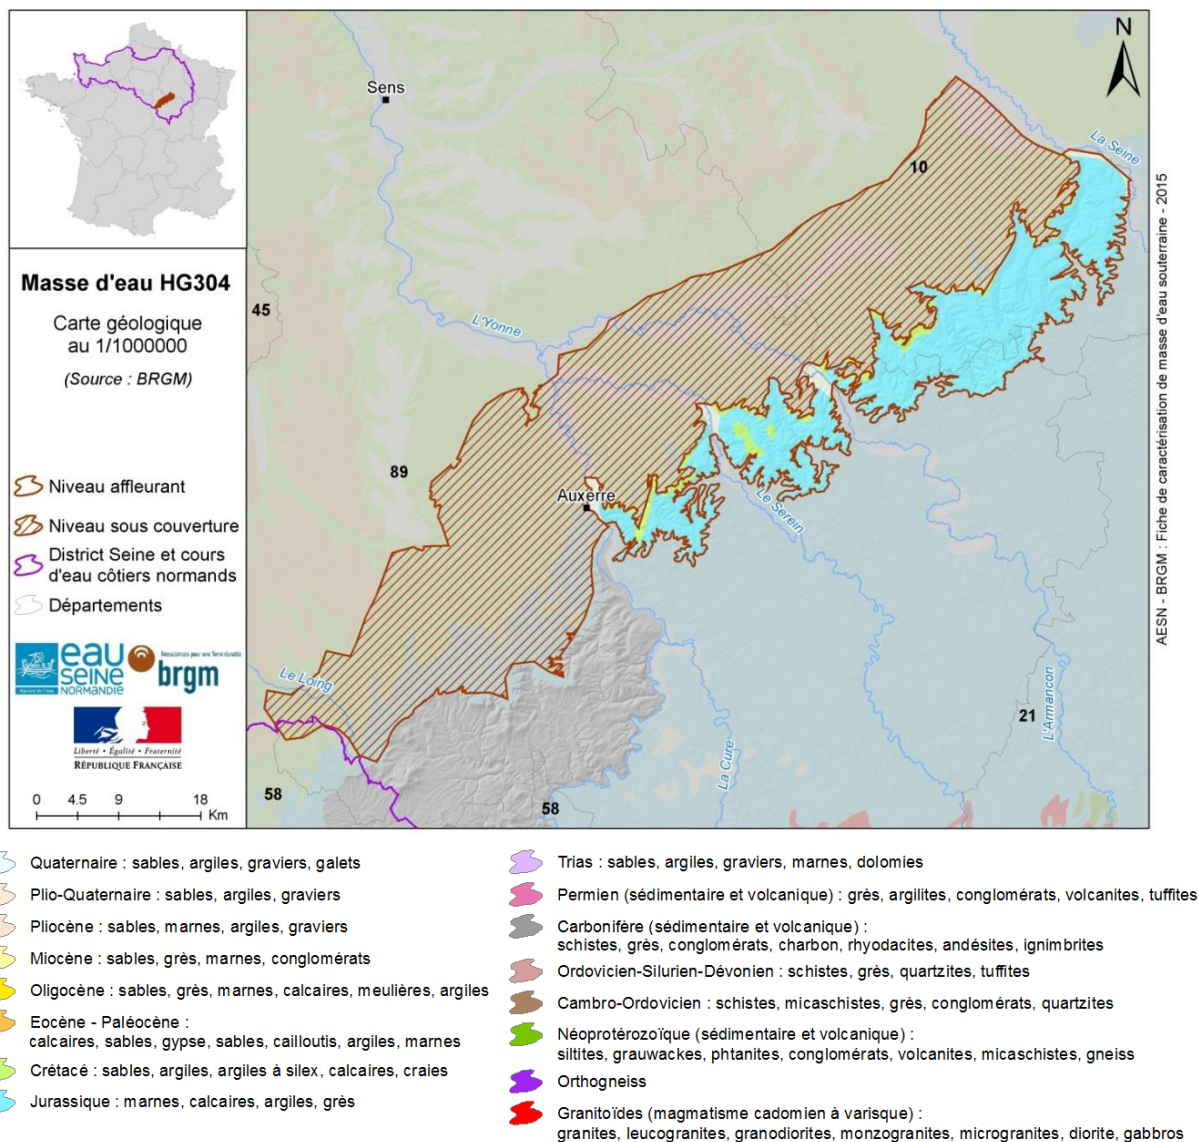 Masse d'eau HG304
Carte géologique
au 1/1000000
(Source : BRGM)
Niveau affleurant
Niveau sous couverture
District Seine et cours
d'eau côtiers normands
Départements
eau
SEINE
NORMANDIE
Géosciences pour une Terre durable
brgm
Liberté • Égalité • Fraternité
RÉPUBLIQUE FRANÇAISE
0 4.5 9 18
Km
N
Sens
La Seine
10
45
L'Yonne
89
Auxerre
Le Serein
Le Loing
L'Armançon
21
La Cure
58
58
AESN - BRGM : Fiche de caractérisation de masse d'eau souterraine - 2015
Quaternaire : sables, argiles, graviers, galets
Plio-Quaternaire : sables, argiles, graviers
Pliocène : sables, marnes, argiles, graviers
Miocène : sables, grès, marnes, conglomérats
Oligocène : sables, grès, marnes, calcaires, meulières, argiles
Eocène - Paléocène :
calcaires, sables, gypse, sables, cailloutis, argiles, marnes
Crétacé : sables, argiles, argiles à silex, calcaires, craies
Jurassique : marnes, calcaires, argiles, grès
Trias : sables, argiles, graviers, marnes, dolomies
Permien (sédimentaire et volcanique) : grès, argilites, conglomérats, volcanites, tuffites
Carbonifère (sédimentaire et volcanique) :
schistes, grès, conglomérats, charbon, rhyodacites, andésites, ignimbrites
Ordovicien-Silurien-Dévonien : schistes, grès, quartzites, tuffites
Cambro-Ordovicien : schistes, micaschistes, grès, conglomérats, quartzites
Néoprotérozoïque (sédimentaire et volcanique) :
siltites, grauwackes, phtanites, conglomérats, volcanites, micaschistes, gneiss
Orthogneiss
Granitoïdes (magmatisme cadomien à varisque) :
granites, leucogranites, granodiorites, monzogranites, microgranites, diorite, gabbros